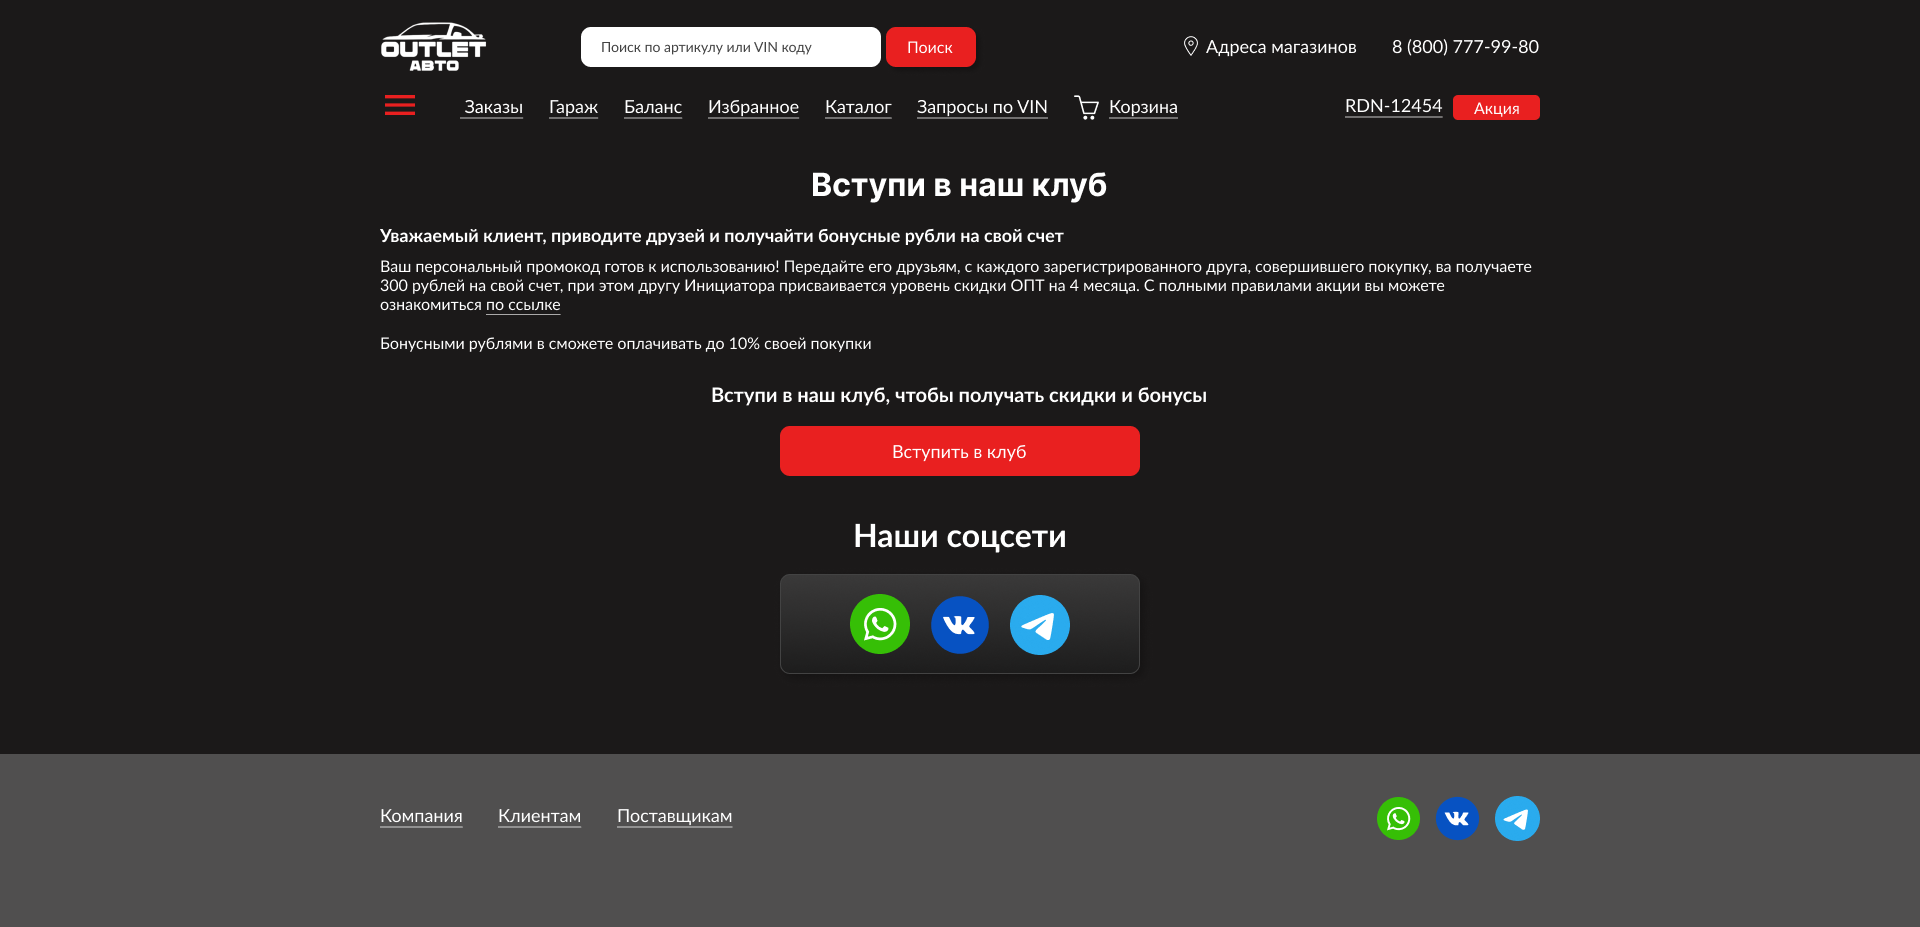 OUTLET
АВТО
Поиск по артикулу или VIN коду
Поиск
Адреса магазинов
8 (800) 777-99-80
Заказы
Гараж
Баланс
Избранное
Каталог
Запросы по VIN
Корзина
RDN-12454
Акция
Вступи в наш клуб
Уважаемый клиент, приводите друзей и получайти бонусные рубли на свой счет
Ваш персональный промокод готов к использованию! Передайте его друзьям, с каждого зарегистрированного друга, совершившего покупку, ва получаете
300 рублей на свой счет, при этом другу Инициатора присваивается уровень скидки ОПТ на 4 месяца. С полными правилами акции вы можете
ознакомиться по ссылке
Бонусными рублями в сможете оплачивать до 10% своей покупки
Вступи в наш клуб, чтобы получать скидки и бонусы
Вступить в клуб
Наши соцсети
Компания
Клиентам
Поставщикам